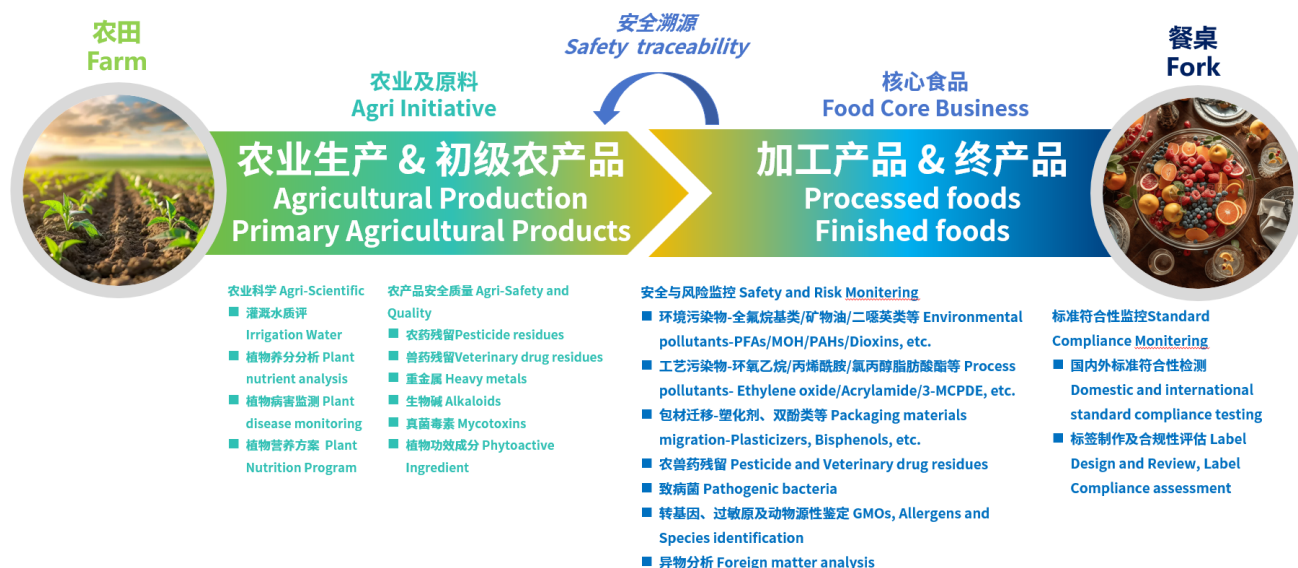 农田
Farm
安全溯源
Safety traceability
餐桌
Fork
农业及原料
Agri Initiative
核心食品
Food Core Business
农业生产 & 初级农产品
Agricultural Production
Primary Agricultural Products
加工产品 & 终产品
Processed foods
Finished foods
农业科学 Agri-Scientific
■ 灌溉水质评
Irrigation Water
■ 植物养分分析 Plant
nutrient analysis
■ 植物病害监测 Plant
disease monitoring
■ 植物营养方案 Plant
Nutrition Program
农产品安全质量 Agri-Safety and
Quality
■ 农药残留Pesticide residues
■ 兽药残留Veterinary drug residues
■ 重金属 Heavy metals
■ 生物碱 Alkaloids
■ 真菌毒素 Mycotoxins
■ 植物功效成分 Phytoactive
Ingredient
安全与风险监控 Safety and Risk Monitering
■ 环境污染物-全氟烷基类/矿物油/二噁英类等 Environmental
pollutants-PFAs/MOH/PAHs/Dioxins, etc.
■ 工艺污染物-环氧乙烷/丙烯酰胺/氯丙醇脂肪酸酯等 Process
pollutants- Ethylene oxide/Acrylamide/3-MCPDE, etc.
■ 包材迁移-塑化剂、双酚类等 Packaging materials
migration-Plasticizers, Bisphenols, etc.
■ 农兽药残留 Pesticide and Veterinary drug residues
■ 致病菌 Pathogenic bacteria
■ 转基因、过敏原及动物源性鉴定 GMOs, Allergens and
Species identification
■ 异物分析 Foreign matter analysis
标准符合性监控Standard
Compliance Monitering
■ 国内外标准符合性检测
Domestic and international
standard compliance testing
■ 标签制作及合规性评估 Label
Design and Review, Label
Compliance assessment